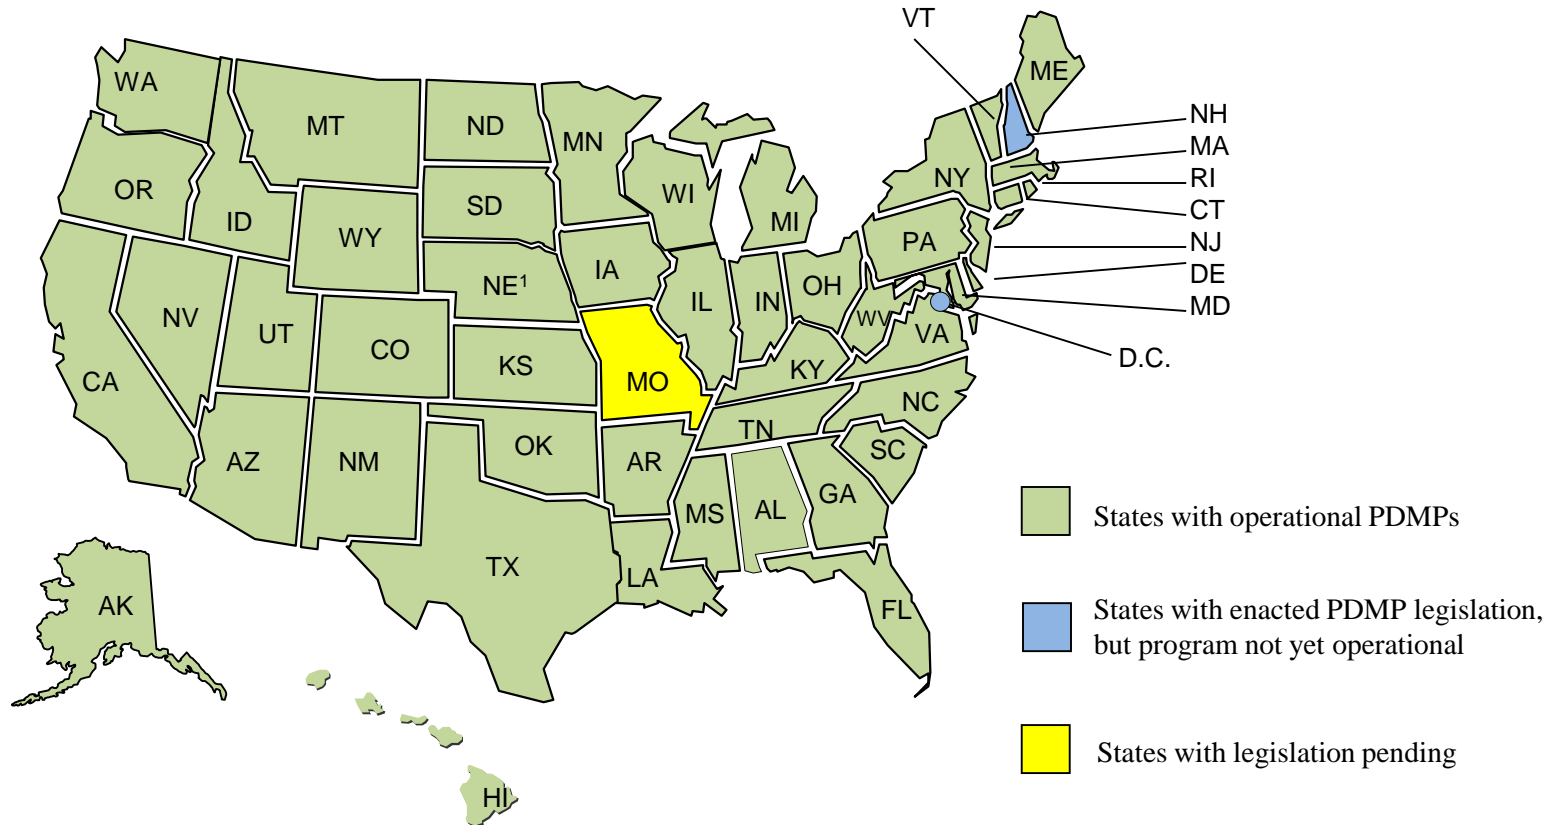 VT
WA
ME
MT
ND
MN
NH
MA
RI
CT
NJ
DE
MD
D.C.
OR
ID
WY
SD
WI
MI
NY
PA
NE¹
IA
IL
IN
OH
WV
VA
NV
UT
CO
KS
MO
KY
CA
NC
TN
SC
AZ
NM
OK
AR
MS
AL
GA
TX
LA
FL
AK
HI
States with operational PDMPs
States with enacted PDMP legislation,
but program not yet operational
States with legislation pending